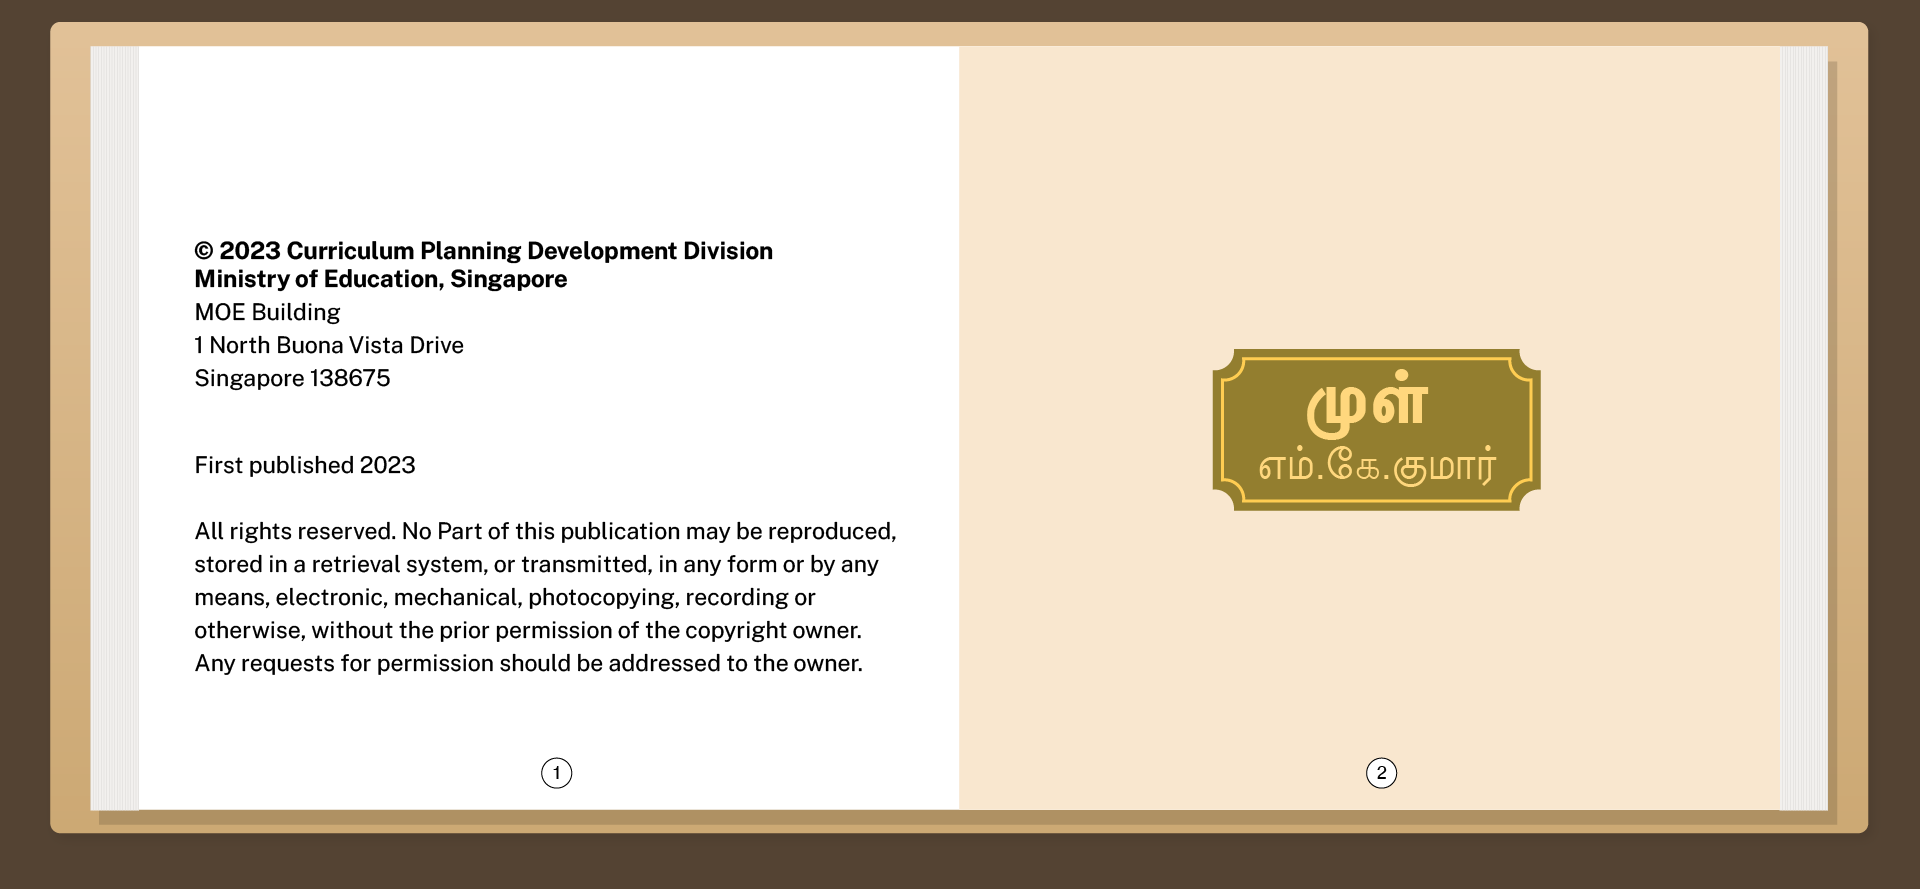 © 2023 Curriculum Planning Development Division
Ministry of Education, Singapore
MOE Building
1 North Buona Vista Drive
Singapore 138675
First published 2023
All rights reserved. No Part of this publication may be reproduced,
stored in a retrieval system, or transmitted, in any form or by any
means, electronic, mechanical, photocopying, recording or
otherwise, without the prior permission of the copyright owner.
Any requests for permission should be addressed to the owner.
1
முள்
எம்.கே.குமார்
2